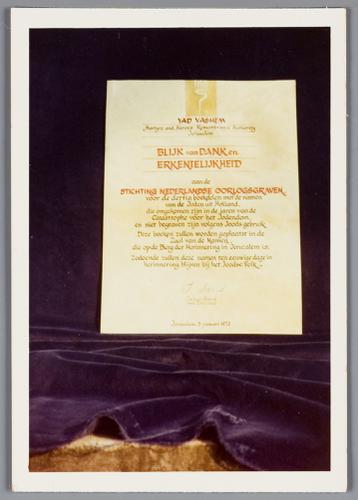 YAD VASHEM
Martyrs and Heroes Remembrance Authority
Jerusalem
BLIJK van DANK en
ERKENTELIJKHEID
aan de
STICHTING NEDERLANDSE OORLOGSGRAVEN,
voor de dertig boekdelen met de namen
van de Joden uit Holland,
die omgekomen zijn in de jaren van de
Catastrophe voor het Jodendom,
en niet begraven zijn volgens Joods gebruik.
Deze boeken zullen worden geplaatst in de
Zaal van de Namen,
die op de Berg der Herinnering in Jeruzalem is.
Zodoende zullen deze namen ten eeuwige dage in
herinnering blijven bij het Joodse Volk.
Jerusalem, 9 januari